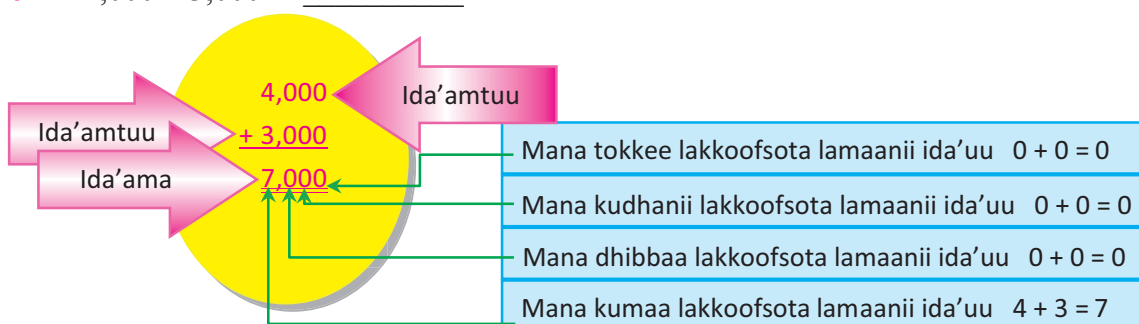 4,000
Ida’amtuu
Ida’amtuu
+ 3,000
Ida’ama
7,000
Mana tokkee lakkoofsota lamaanii ida’uu 0 + 0 = 0
Mana kudhanii lakkoofsota lamaanii ida’uu 0 + 0 = 0
Mana dhibbaa lakkoofsota lamaanii ida’uu 0 + 0 = 0
Mana kumaa lakkoofsota lamaanii ida’uu 4 + 3 = 7